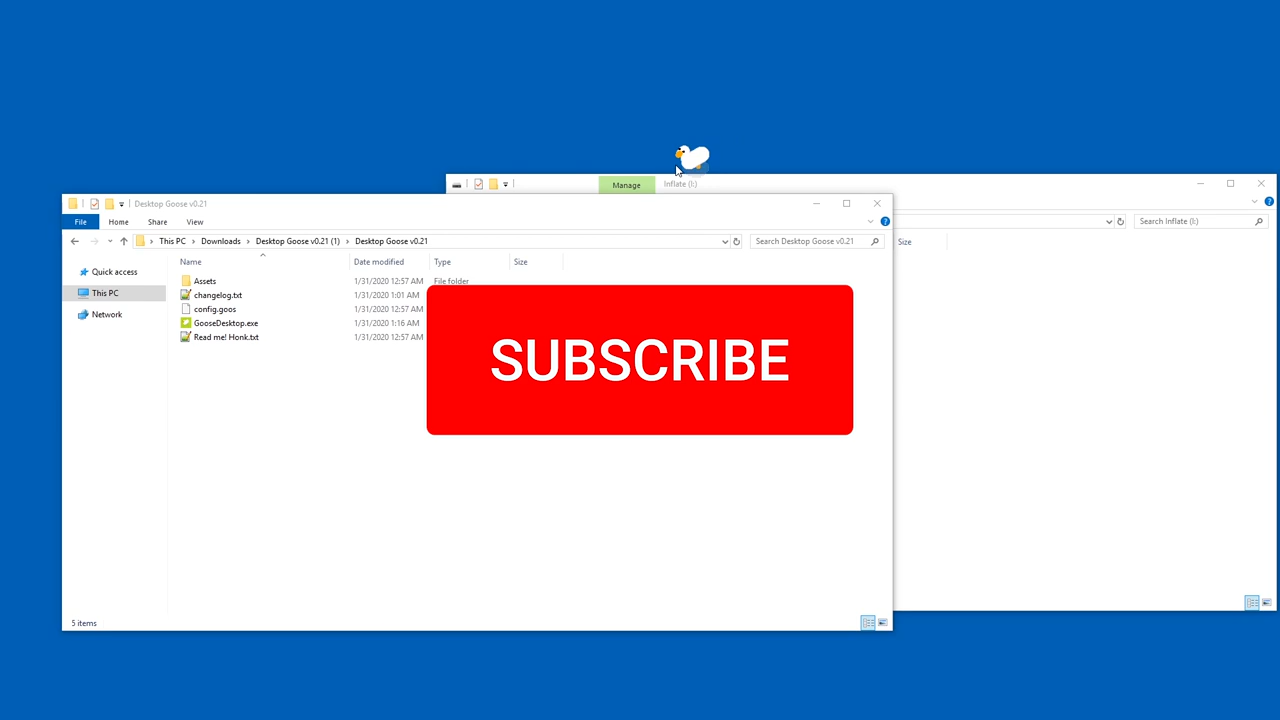 Manage Inflate (I:)
Desktop Goose v0.21
File Home Share View
This PC Downloads Desktop Goose v0.21 (1) Desktop Goose v0.21 Search Desktop Goose v0.21
Search Inflate (I:)
Name Date modified Type Size
Size
Quick access
This PC
Network
Assets 1/31/2020 12:57 AM File folder
changelog.txt 1/31/2020 1:01 AM
config.goos 1/31/2020 12:57 AM
GooseDesktop.exe 1/31/2020 1:16 AM
Read me! Honk.txt 1/31/2020 12:57 AM
SUBSCRIBE
5 items